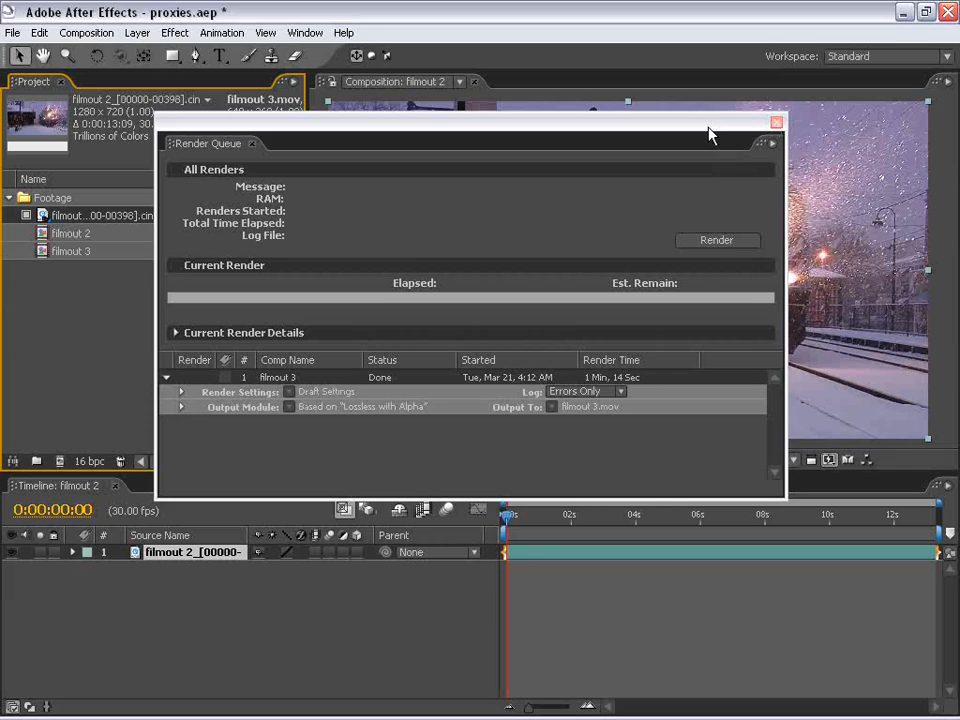 Adobe After Effects - proxies.aep *
File Edit Composition Layer Effect Animation View Window Help
Workspace: Standard
Project
Composition: filmout 2
filmout 2_[00000-00398].cin
filmout 3.mov,
1280 x 720 (1.00)
Δ 0:00:13:09, 30.
Trillions of Colors
Render Queue
All Renders
Message:
RAM:
Renders Started:
Total Time Elapsed:
Log File:
Render
Name
Footage
filmout...00-00398].cin
filmout 2
filmout 3
Current Render
Elapsed: Est. Remain:
Current Render Details
Render # Comp Name Status Started Render Time
1 filmout 3 Done Tue, Mar 21, 4:12 AM 1 Min, 14 Sec
Render Settings: Draft Settings Log: Errors Only
Output Module: Based on "Lossless with Alpha" Output To: filmout 3.mov
16 bpc
Timeline: filmout 2
0:00:00:00 (30.00 fps)
02s 04s 06s 08s 10s 12s
# Source Name Parent
1 filmout 2_[00000- None